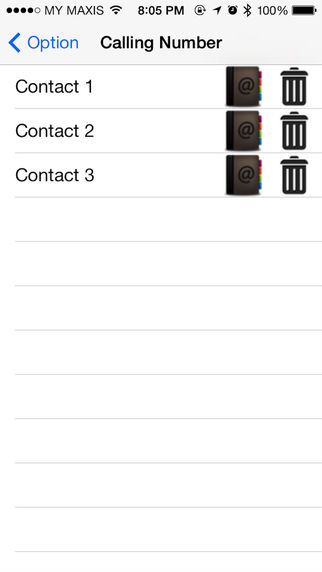 MY MAXIS 8:05 PM 100%
Option Calling Number
Contact 1 @
Contact 2 @
Contact 3 @